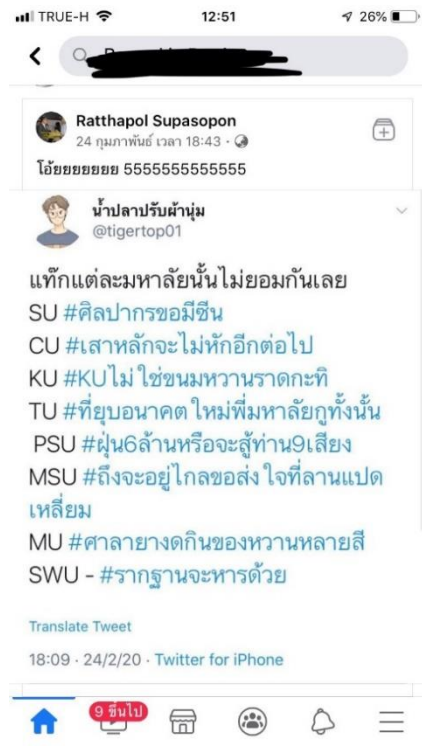 TRUE-H 12:51 26%
Ratthapol Supasopon
24 กุมภาพันธ์ เวลา 18:43 ·
โอ้ยยยยยยย 5555555555555
น้ำปลาปรับผ้านุ่ม
@tigertop01
แท๊กแต่ละมหาลัยนั้นไม่ยอมกันเลย
SU #ศิลปากรขอมีซีน
CU #เสาหลักจะไม่หักอีกต่อไป
KU #KUไม่ใช่ขนมหวานราดกะทิ
TU #ที่ยุบอนาคตใหม่พี่มหาลัยกูทั้งนั้น
PSU #ฝุ่น6ล้านหรือจะสู้ท่าน9เสียง
MSU #ถึงจะอยู่ไกลขอส่งใจที่ลานแปด
เหลี่ยม
MU #ศาลายางดกินของหวานหลายสี
SWU - #รากฐานจะหารด้วย
Translate Tweet
18:09 · 24/2/20 · Twitter for iPhone
9 ขึ้นไป